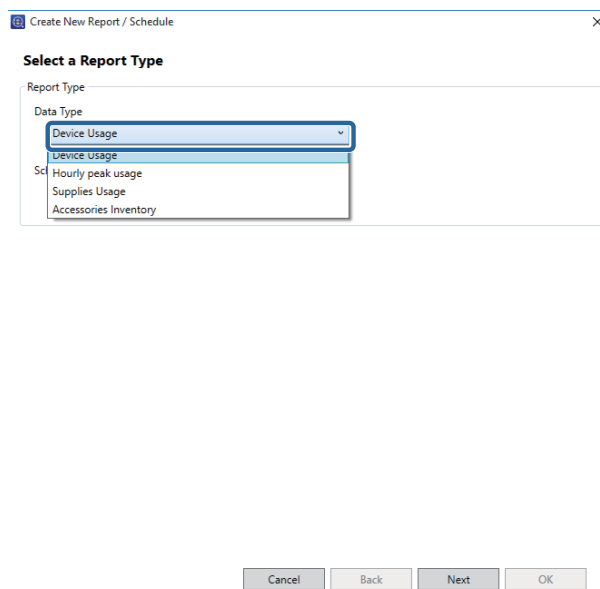 Create New Report / Schedule
Select a Report Type
Report Type
Data Type
Device Usage
Device Usage
Hourly peak usage
Supplies Usage
Accessories Inventory
Cancel Back Next OK